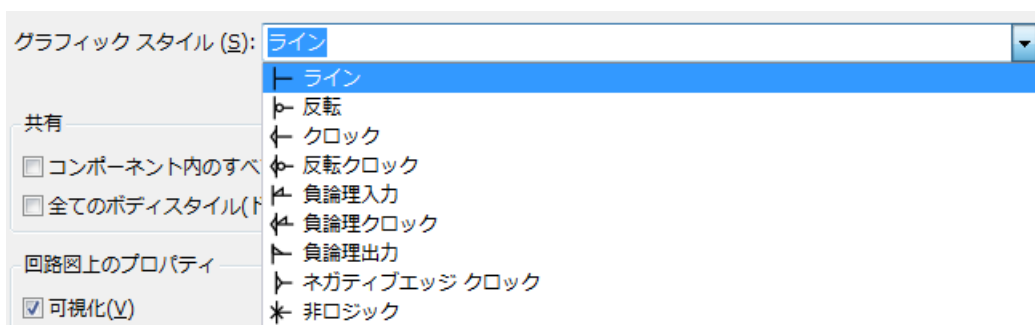 グラフィック スタイル (S): ライン
ライン
反転
クロック
反転クロック
負論理入力
負論理クロック
負論理出力
ネガティブエッジ クロック
非ロジック
共有
コンポーネント内のすべ
全てのボディスタイル(ド
回路図上のプロパティ
可視化(V)